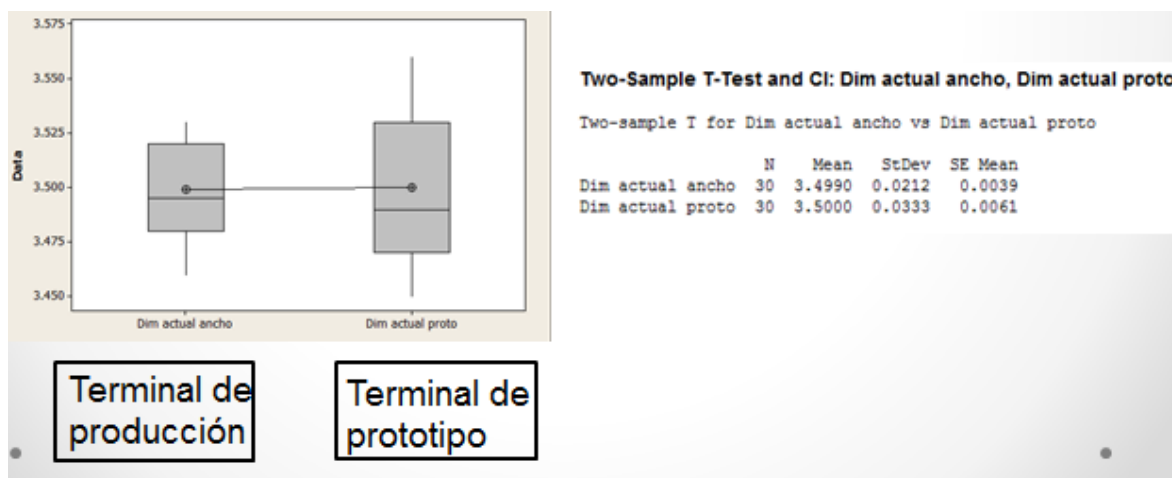 3.575
3.550
3.525
3.500
3.475
3.450
Data
Dim actual ancho Dim actual proto
Terminal de
producción
Terminal de
prototipo
Two-Sample T-Test and CI: Dim actual ancho, Dim actual proto
Two-sample T for Dim actual ancho vs Dim actual proto
N Mean StDev SE Mean
Dim actual ancho 30 3.4990 0.0212 0.0039
Dim actual proto 30 3.5000 0.0333 0.0061